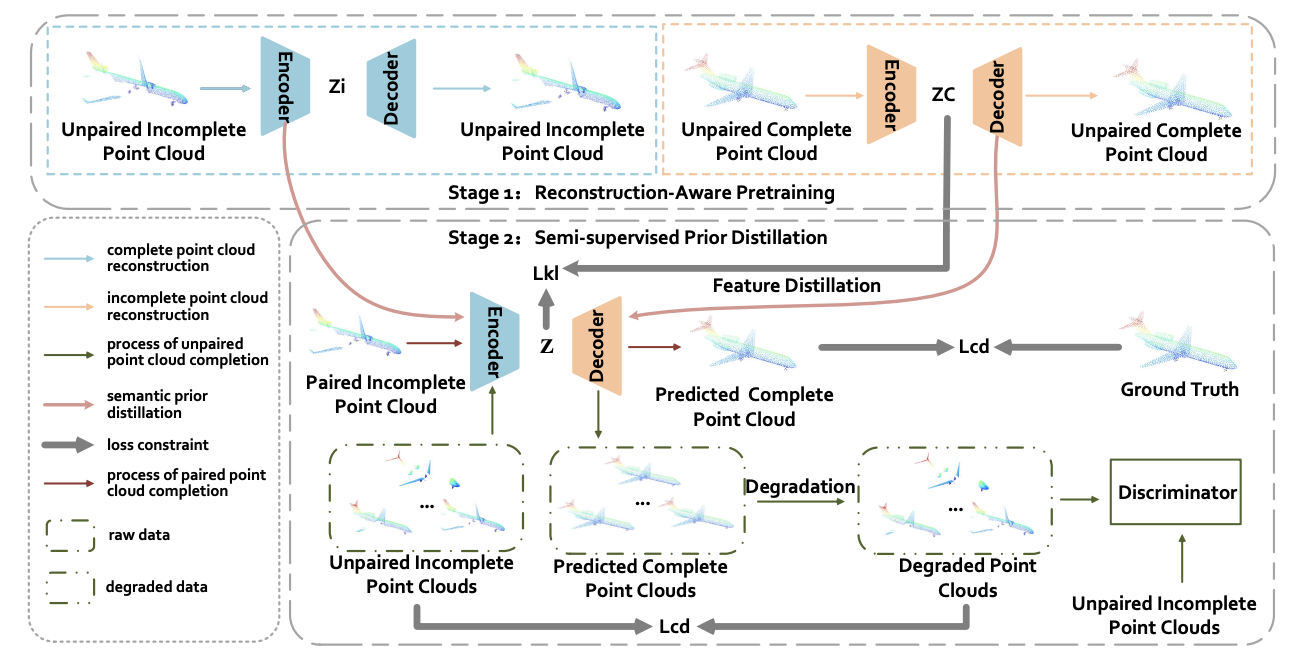 Encoder
Zi
Decoder
Unpaired Incomplete
Point Cloud
Unpaired Incomplete
Point Cloud
Encoder
ZC
Decoder
Unpaired Complete
Point Cloud
Unpaired Complete
Point Cloud
Stage 1: Reconstruction-Aware Pretraining
complete point cloud
reconstruction
incomplete point cloud
reconstruction
process of unpaired
point cloud completion
semantic prior
distillation
loss constraint
process of paired point
cloud completion
raw data
degraded data
Stage 2: Semi-supervised Prior Distillation
Lkl
Feature Distillation
Encoder
Z
Decoder
Paired Incomplete
Point Cloud
Predicted Complete
Point Cloud
Lcd
Ground Truth
...
...
Degradation
...
Discriminator
Unpaired Incomplete
Point Clouds
Predicted Complete
Point Clouds
Degraded Point
Clouds
Unpaired Incomplete
Point Clouds
Lcd